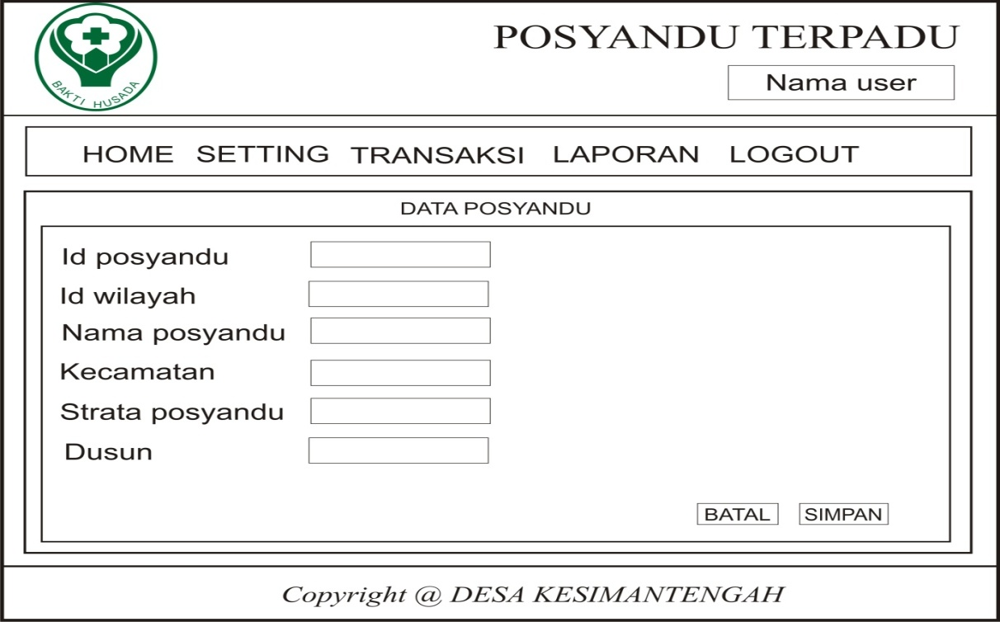 BAKTI HUSADA
POSYANDU TERPADU
Nama user
HOME SETTING TRANSAKSI LAPORAN LOGOUT
DATA POSYANDU
Id posyandu
Id wilayah
Nama posyandu
Kecamatan
Strata posyandu
Dusun
BATAL SIMPAN
Copyright @ DESA KESIMANTENGAH